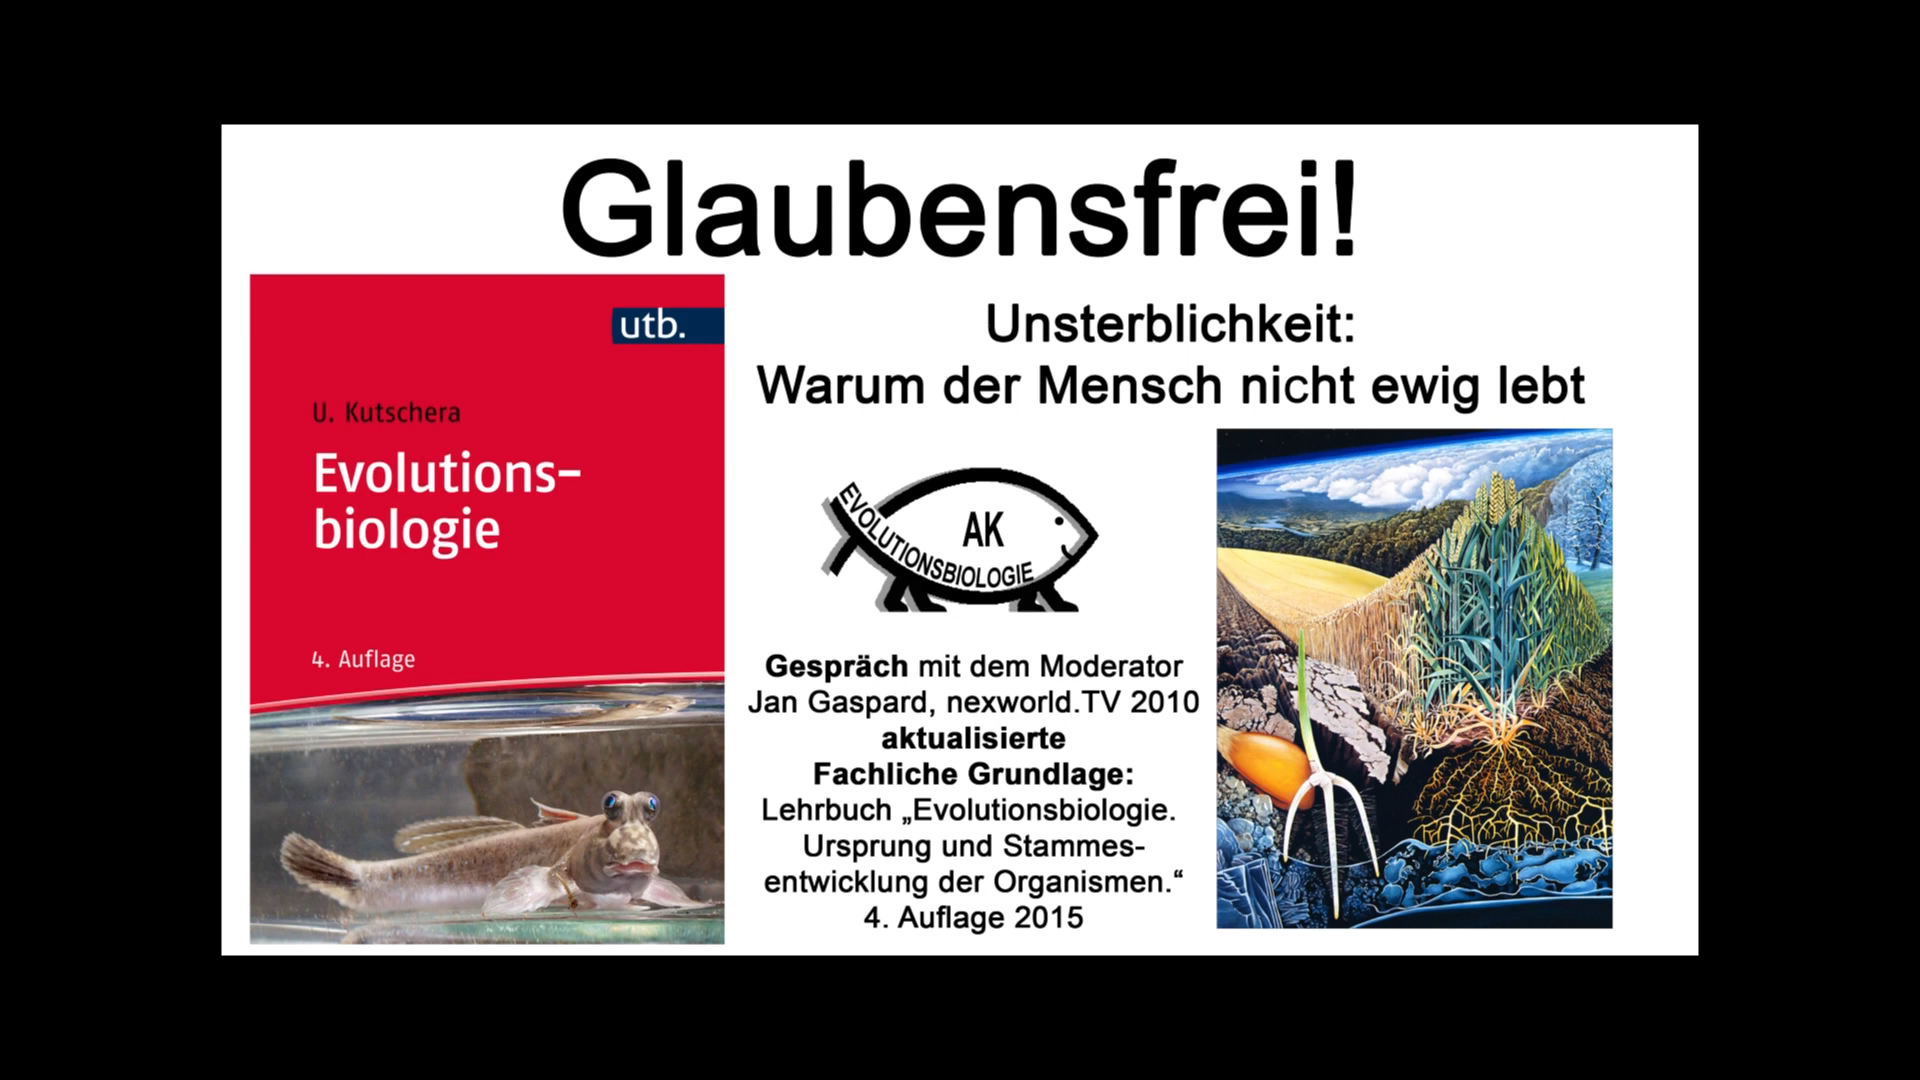 Glaubensfrei!
utb.
U. Kutschera
Evolutions-
biologie
4. Auflage
Unsterblichkeit:
Warum der Mensch nicht ewig lebt
AK
EVOLUTIONSBIOLOGIE
Gespräch mit dem Moderator
Jan Gaspard, nexworld.TV 2010
aktualisierte
Fachliche Grundlage:
Lehrbuch „Evolutionsbiologie.
Ursprung und Stammes-
entwicklung der Organismen.“
4. Auflage 2015